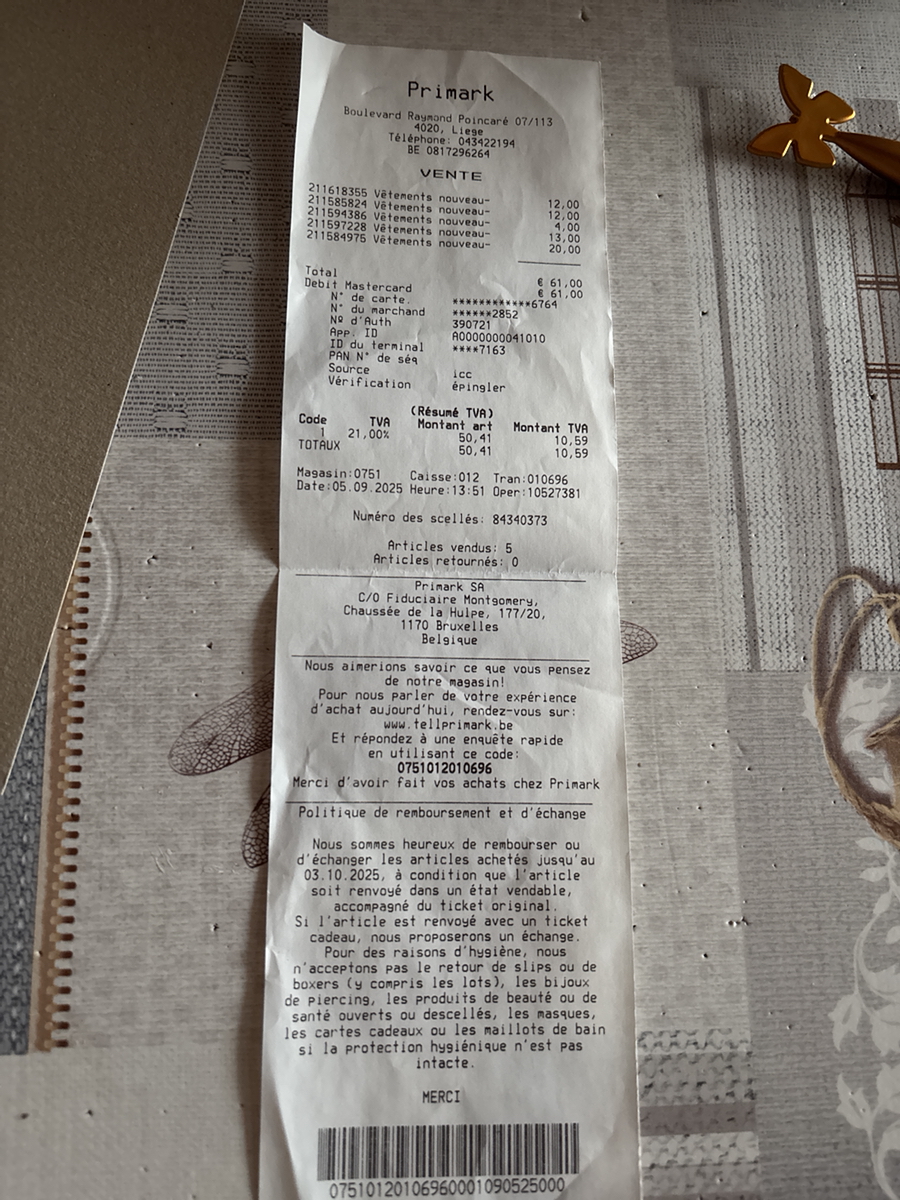 Primark
Boulevard Raymond Poincaré 07/113
4020, Liege
Téléphone: 043422194
BE 0817296264
VENTE
211618355 Vêtements nouveau- 12,00
211585824 Vêtements nouveau- 12,00
211594386 Vêtements nouveau- 4,00
211597228 Vêtements nouveau- 13,00
211584975 Vêtements nouveau- 20,00
Total € 61,00
Debit Mastercard € 61,00
N° de carte. ************6764
N° du marchand ******2852
Nº d'Auth 390721
App. ID A0000000041010
ID du terminal ****7163
PAN N° de séq
Source icc
Vérification épingler
(Résumé TVA)
Code TVA Montant art Montant TVA
1 21,00% 50,41 10,59
TOTAUX 50,41 10,59
Magasin:0751 Caisse:012 Tran:010696
Date:05.09.2025 Heure:13:51 Oper:10527381
Numéro des scellés: 84340373
Articles vendus: 5
Articles retournés: 0
Primark SA
C/O Fiduciaire Montgomery,
Chaussée de la Hulpe, 177/20,
1170 Bruxelles
Belgique
Nous aimerions savoir ce que vous pensez
de notre magasin!
Pour nous parler de votre expérience
d'achat aujourd'hui, rendez-vous sur:
www.tellprimark.be
Et répondez à une enquête rapide
en utilisant ce code:
0751012010696
Merci d'avoir fait vos achats chez Primark
Politique de remboursement et d'échange
Nous sommes heureux de rembourser ou
d'échanger les articles achetés jusqu'au
03.10.2025, à condition que l'article
soit renvoyé dans un état vendable,
accompagné du ticket original.
Si l'article est renvoyé avec un ticket
cadeau, nous proposerons un échange.
Pour des raisons d'hygiène, nous
n'acceptons pas le retour de slips ou de
boxers (y compris les lots), les bijoux
de piercing, les produits de beauté ou de
santé ouverts ou descellés, les masques,
les cartes cadeaux ou les maillots de bain
si la protection hygiénique n'est pas
intacte.
MERCI
07510120106960001090525000